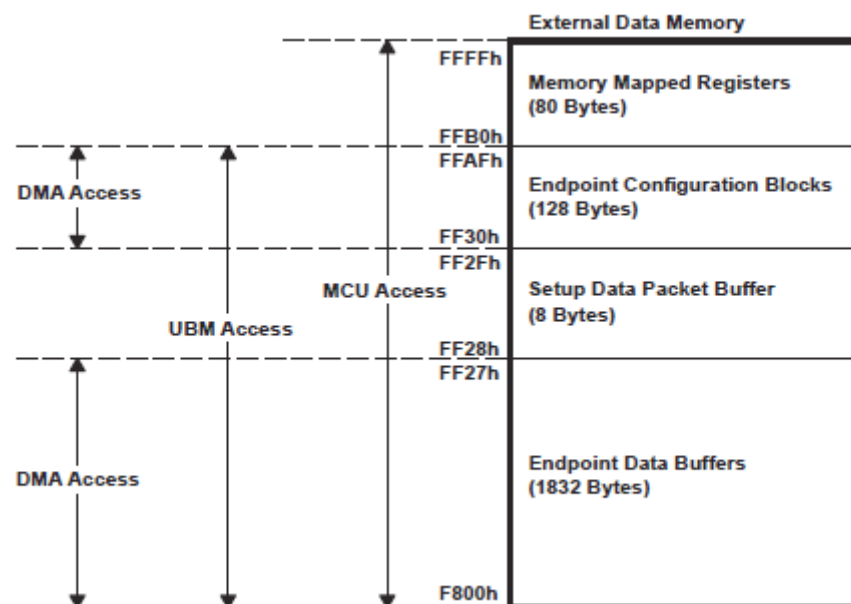 External Data Memory
FFFFh
Memory Mapped Registers
(80 Bytes)
FFB0h
FFAFh
DMA Access
Endpoint Configuration Blocks
(128 Bytes)
FF30h
FF2Fh
MCU Access
Setup Data Packet Buffer
(8 Bytes)
UBM Access
FF28h
FF27h
DMA Access
Endpoint Data Buffers
(1832 Bytes)
F800h